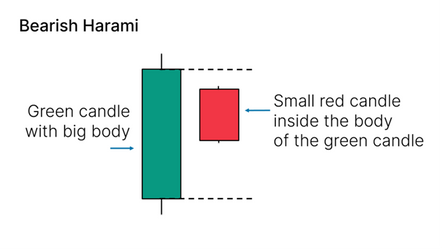 Bearish Harami
Green candle
with big body
Small red candle
inside the body
of the green candle